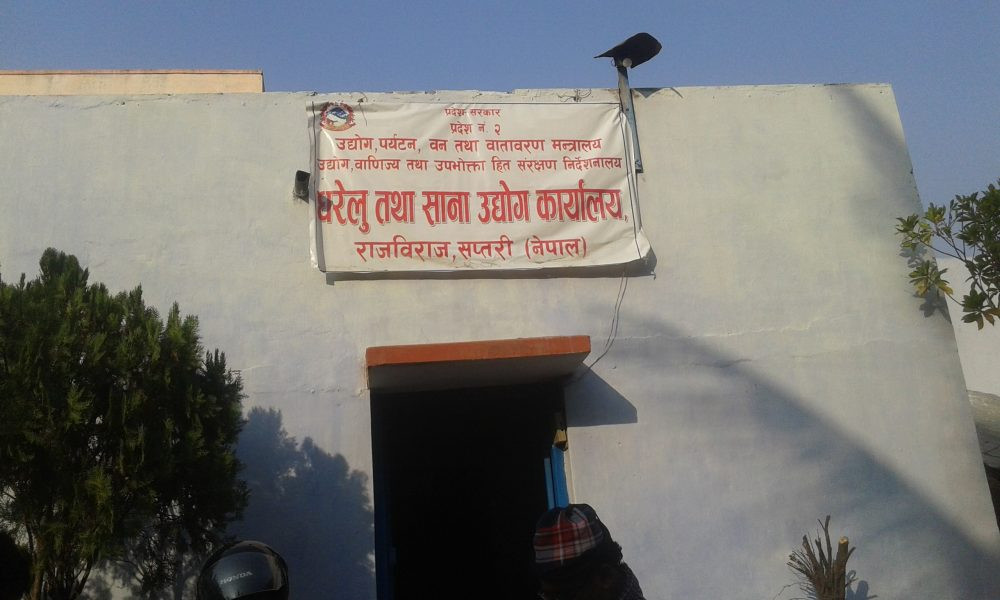 प्रदेश सरकार
प्रदेश नं. २
उद्योग,पर्यटन, वन तथा वातावरण मन्त्रालय
उद्योग,वाणिज्य तथा उपभोक्ता हित संरक्षण निर्देशनालय
घरेलु तथा साना उद्योग कार्यालय,
राजविराज,सप्तरी (नेपाल)
HONDA